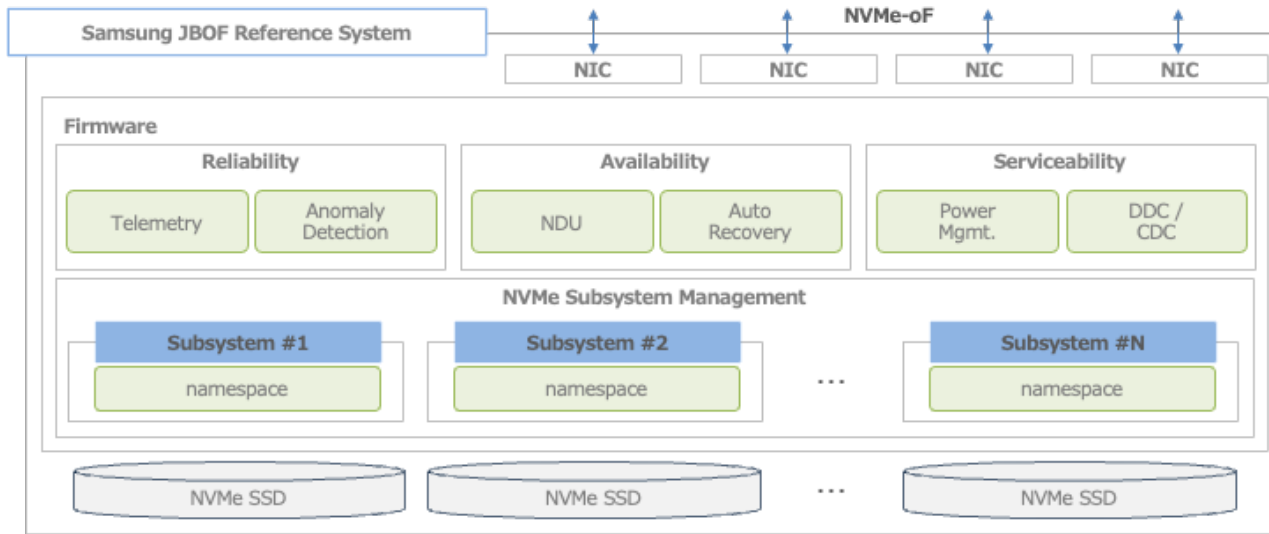 NVMe-oF
Samsung JBOF Reference System
NIC
NIC
NIC
NIC
Firmware
Reliability
Telemetry
Anomaly
Detection
Availability
NDU
Auto
Recovery
Serviceability
Power
Mgmt.
DDC /
CDC
NVMe Subsystem Management
Subsystem #1
namespace
Subsystem #2
namespace
...
Subsystem #N
namespace
NVMe SSD
NVMe SSD
...
NVMe SSD